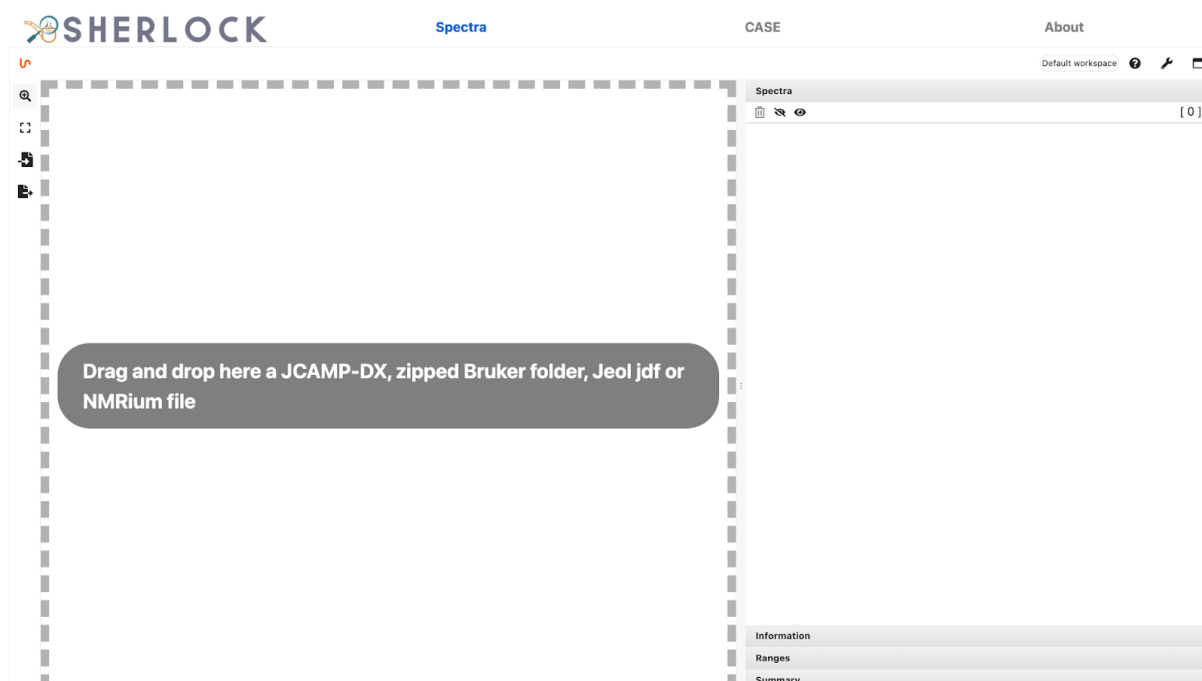 SHERLOCK
Spectra
CASE
About
Default workspace
Spectra
[ 0 ]
Drag and drop here a JCAMP-DX, zipped Bruker folder, Jeol jdf or
NMRium file
Information
Ranges
Summary